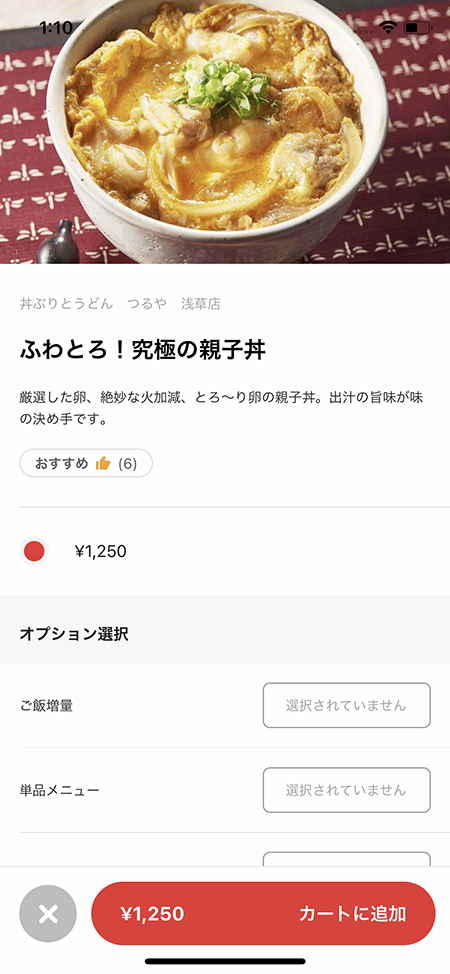 1:10
丼ぶりとうどん　つるや　浅草店
ふわとろ！究極の親子丼
厳選した卵、絶妙な火加減、とろ〜り卵の親子丼。出汁の旨味が味
の決め手です。
おすすめ (6)
¥1,250
オプション選択
ご飯増量 選択されていません
単品メニュー 選択されていません
¥1,250 カートに追加